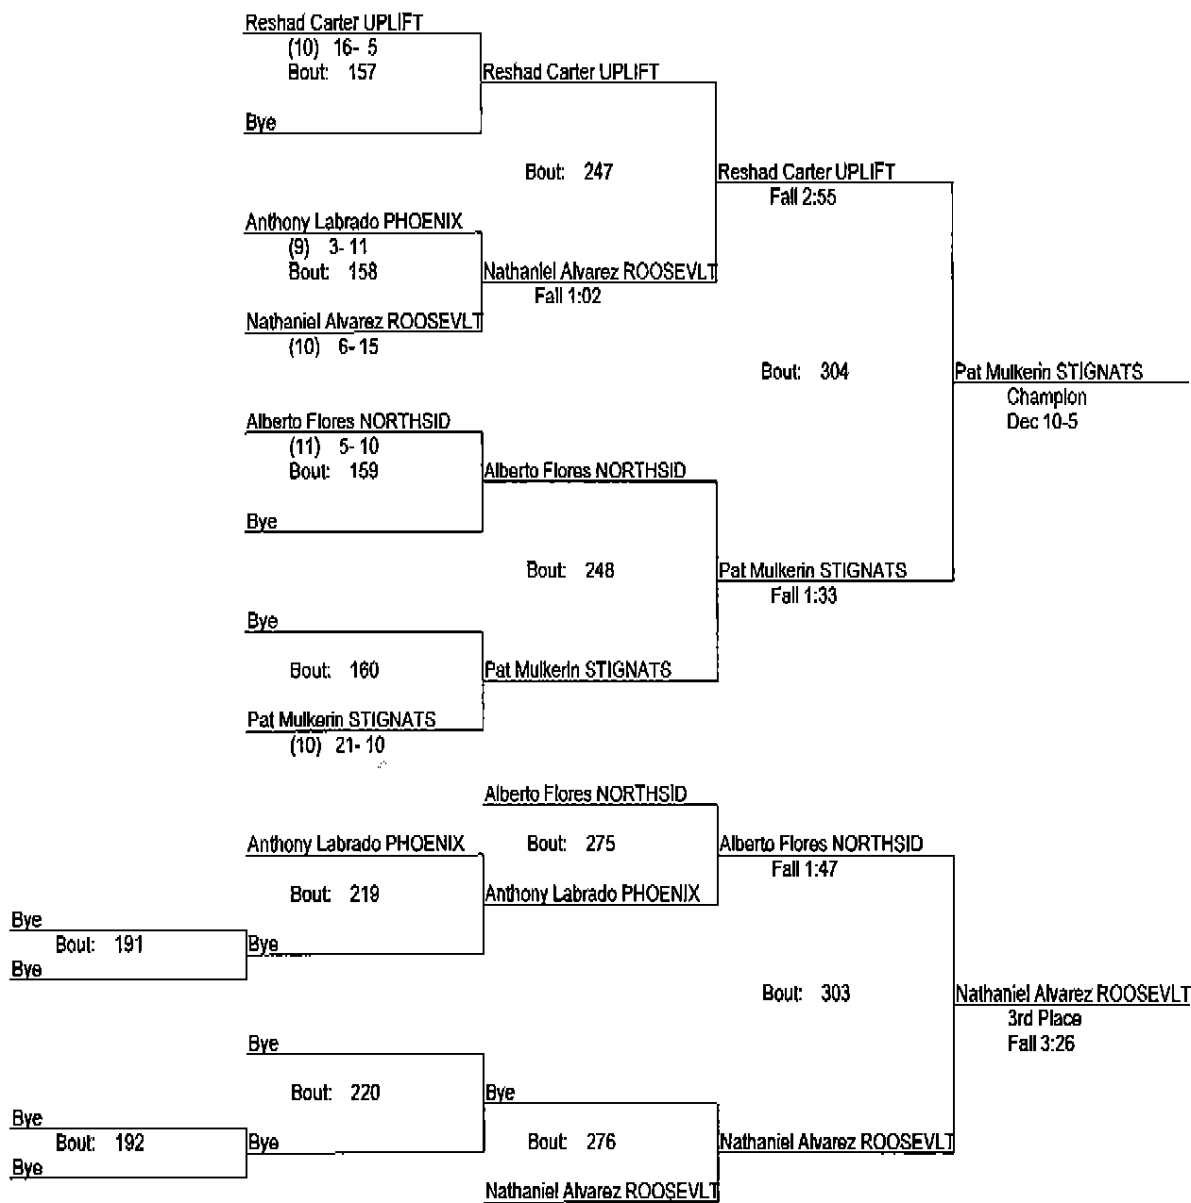 Reshad Carter UPLIFT
(10) 16- 5
Bout: 157
Reshad Carter UPLIFT
Bye
Bout: 247
Reshad Carter UPLIFT
Fall 2:55
Anthony Labrado PHOENIX
(9) 3- 11
Bout: 158
Nathaniel Alvarez ROOSEVLT
Fall 1:02
Nathaniel Alvarez ROOSEVLT
(10) 6- 15
Bout: 304
Pat Mulkerin STIGNATS
Champion
Dec 10-5
Alberto Flores NORTHSID
(11) 5- 10
Bout: 159
Alberto Flores NORTHSID
Bye
Bout: 248
Pat Mulkerin STIGNATS
Fall 1:33
Bye
Bout: 160
Pat Mulkerin STIGNATS
Pat Mulkerin STIGNATS
(10) 21- 10
Alberto Flores NORTHSID
Bout: 275
Alberto Flores NORTHSID
Fall 1:47
Anthony Labrado PHOENIX
Bout: 219
Anthony Labrado PHOENIX
Bye
Bout: 191
Bye
Bye
Bout: 303
Nathaniel Alvarez ROOSEVLT
3rd Place
Fall 3:26
Bye
Bout: 220
Bye
Bye
Bout: 192
Bye
Bye
Bout: 276
Nathaniel Alvarez ROOSEVLT
Nathaniel Alvarez ROOSEVLT